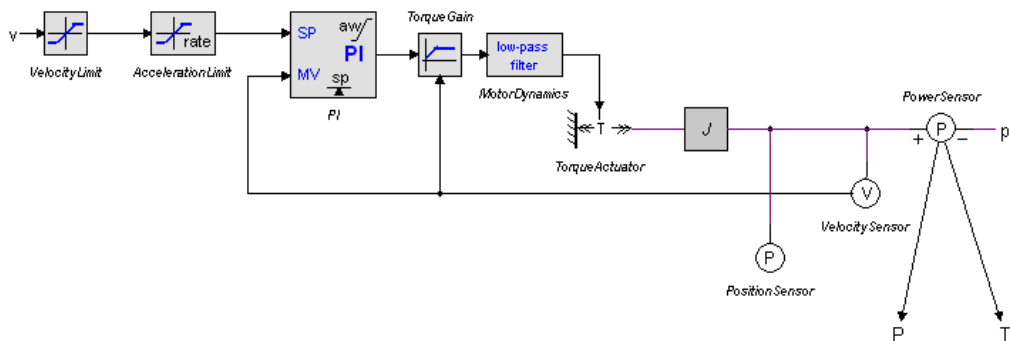 TorqueGain
v
rate
SP
aw
PI
MV
sp
low-pass
filter
VelocityLimit
AccelerationLimit
PI
MotorDynamics
PowerSensor
T
J
P
+
-
p
TorqueActuator
V
VelocitySensor
P
PositionSensor
P
T